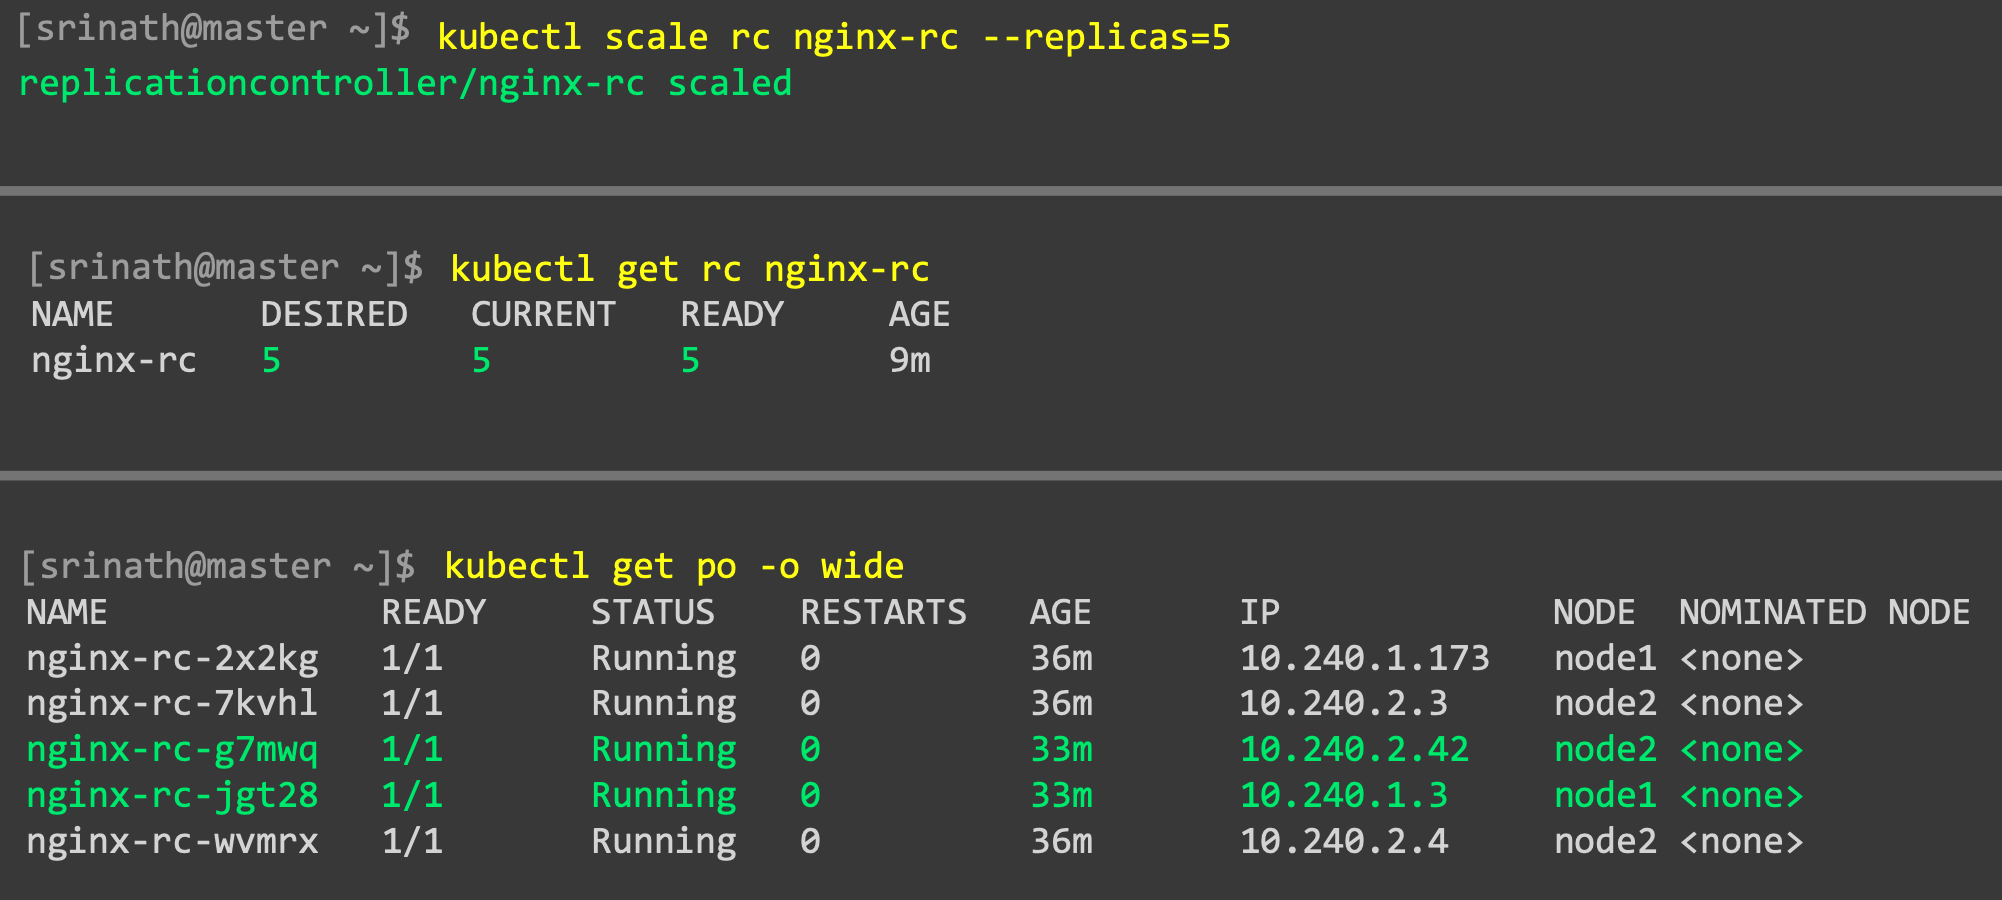 [srinath@master ~]$ kubectl scale rc nginx-rc --replicas=5
replicationcontroller/nginx-rc scaled
[srinath@master ~]$ kubectl get rc nginx-rc
NAME DESIRED CURRENT READY AGE
nginx-rc 5 5 5 9m
[srinath@master ~]$ kubectl get po -o wide
NAME READY STATUS RESTARTS AGE IP NODE NOMINATED NODE
nginx-rc-2x2kg 1/1 Running 0 36m 10.240.1.173 node1 <none>
nginx-rc-7kvhl 1/1 Running 0 36m 10.240.2.3 node2 <none>
nginx-rc-g7mwq 1/1 Running 0 33m 10.240.2.42 node2 <none>
nginx-rc-jgt28 1/1 Running 0 33m 10.240.1.3 node1 <none>
nginx-rc-wvmrx 1/1 Running 0 36m 10.240.2.4 node2 <none>